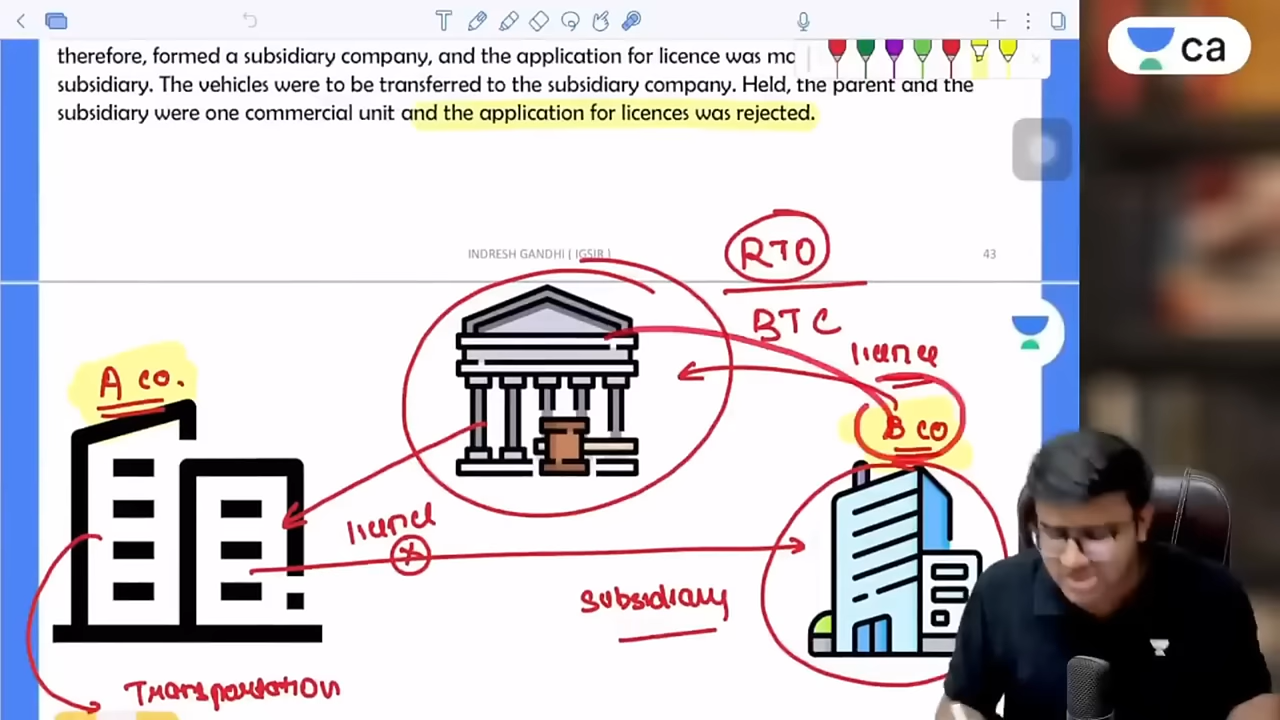 therefore, formed a subsidiary company, and the application for licence was
subsidiary. The vehicles were to be transferred to the subsidiary company. Held, the parent and the
subsidiary were one commercial unit and the application for licences was rejected.
ca
INDRESH GANDHI ( IGSIR )
43
RTO
BTC
licence
A co.
B co
licence
subsidiary
Transportation